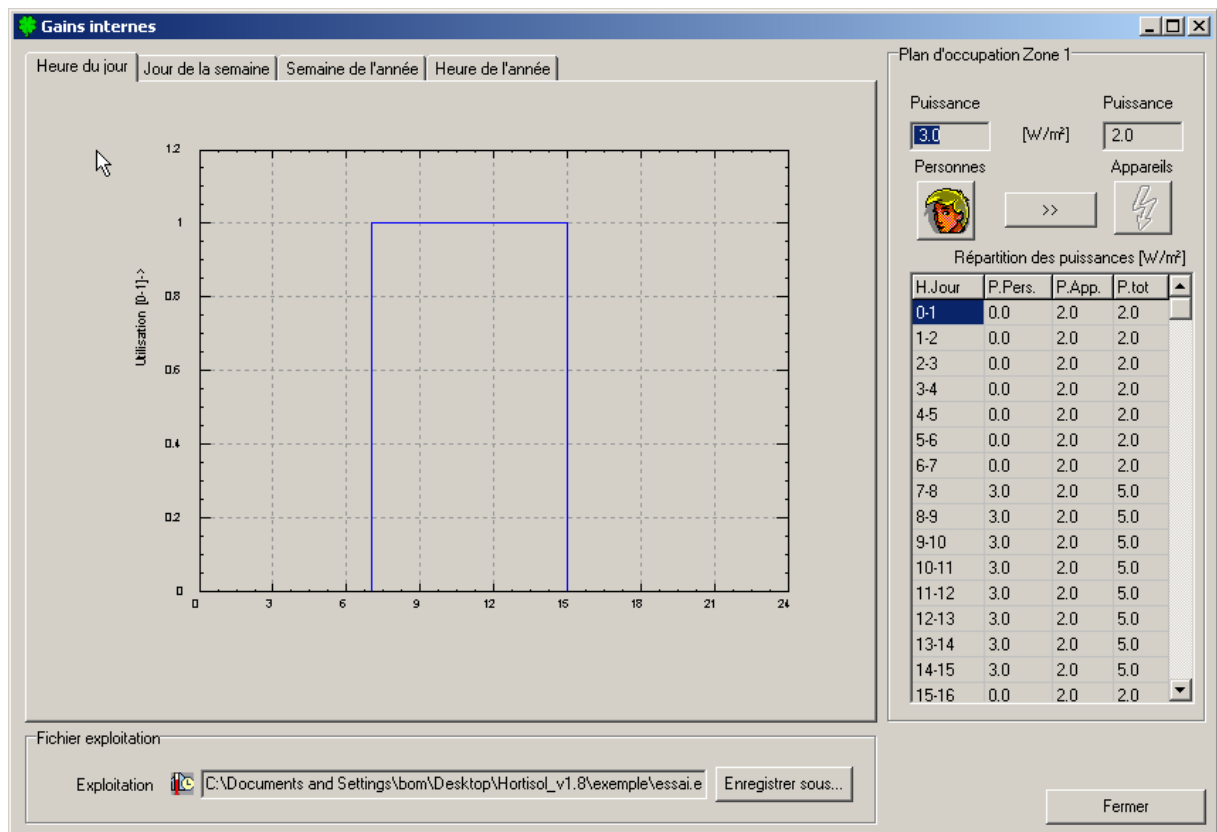 Gains internes
Heure du jour Jour de la semaine Semaine de l'année Heure de l'année
Utilisation [0-1]->
1.2
1
0.8
0.6
0.4
0.2
0
0 3 6 9 12 15 18 21 24
Plan d'occupation Zone 1
Puissance Puissance
3.0 [W/m²] 2.0
Personnes Appareils
>>
Répartition des puissances [W/m²]
H.Jour P.Pers. P.App. P.tot
0-1 0.0 2.0 2.0
1-2 0.0 2.0 2.0
2-3 0.0 2.0 2.0
3-4 0.0 2.0 2.0
4-5 0.0 2.0 2.0
5-6 0.0 2.0 2.0
6-7 0.0 2.0 2.0
7-8 3.0 2.0 5.0
8-9 3.0 2.0 5.0
9-10 3.0 2.0 5.0
10-11 3.0 2.0 5.0
11-12 3.0 2.0 5.0
12-13 3.0 2.0 5.0
13-14 3.0 2.0 5.0
14-15 3.0 2.0 5.0
15-16 0.0 2.0 2.0
Fichier exploitation
Exploitation C:\Documents and Settings\bom\Desktop\Hortisol_v1.8\exemple\essai.e Enregistrer sous...
Fermer